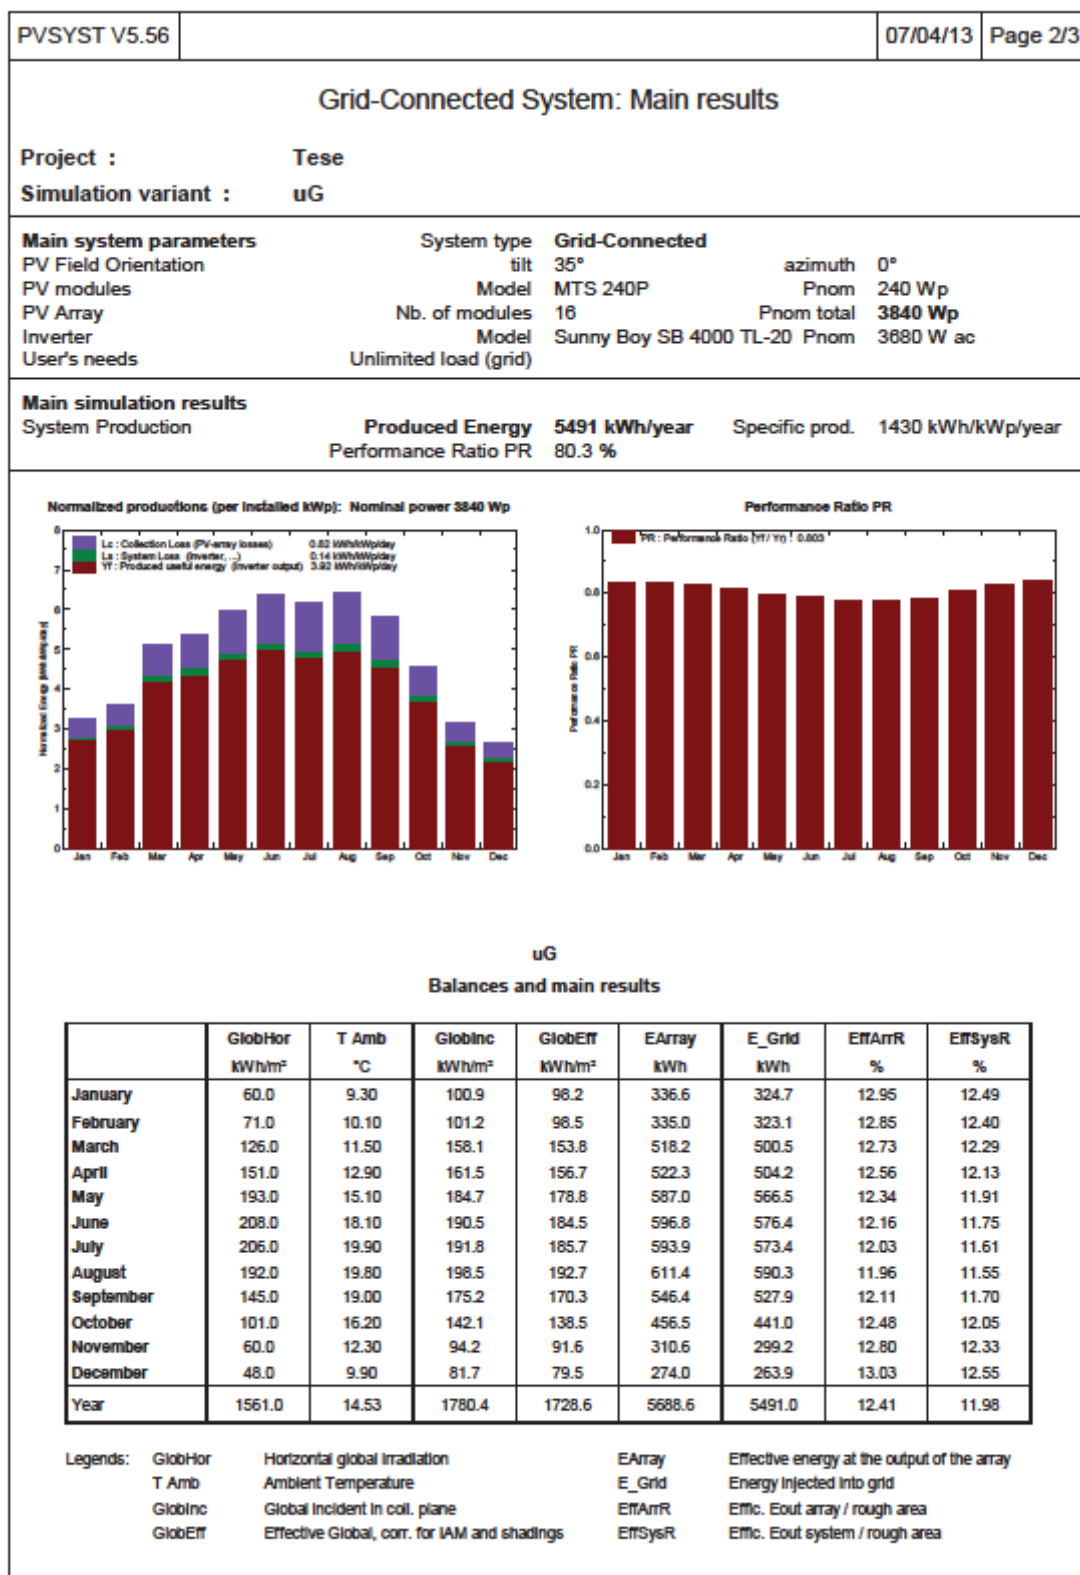 PVSYST V5.56 07/04/13 Page 2/3
Grid-Connected System: Main results
Project : Tese
Simulation variant : uG
Main system parameters System type Grid-Connected
PV Field Orientation tilt 35° azimuth 0°
PV modules Model MTS 240P Pnom 240 Wp
PV Array Nb. of modules 16 Pnom total 3840 Wp
Inverter Model Sunny Boy SB 4000 TL-20 Pnom 3680 W ac
User's needs Unlimited load (grid)
Main simulation results
System Production Produced Energy 5491 kWh/year Specific prod. 1430 kWh/kWp/year
Performance Ratio PR 80.3 %
Normalized productions (per installed kWp): Nominal power 3840 Wp
8
7
6
5
4
3
2
1
0
Lc : Collection Loss (PV-array losses) 0.82 kWh/kWp/day
Ls : System Loss (inverter, ...) 0.14 kWh/kWp/day
Yf : Produced useful energy (inverter output) 3.92 kWh/kWp/day
Normalized Energy [kWh/kWp/day]
Jan Feb Mar Apr May Jun Jul Aug Sep Oct Nov Dec
Performance Ratio PR
1.0
0.8
0.6
0.4
0.2
0.0
PR : Performance Ratio (Yf / Yr) : 0.803
Performance Ratio PR
Jan Feb Mar Apr May Jun Jul Aug Sep Oct Nov Dec
uG
Balances and main results
GlobHor T Amb GlobInc GlobEff EArray E_Grid EffArrR EffSysR
kWh/m² °C kWh/m² kWh/m² kWh kWh % %
January 60.0 9.30 100.9 98.2 336.6 324.7 12.95 12.49
February 71.0 10.10 101.2 98.5 335.0 323.1 12.85 12.40
March 126.0 11.50 158.1 153.8 518.2 500.5 12.73 12.29
April 151.0 12.90 161.5 156.7 522.3 504.2 12.56 12.13
May 193.0 15.10 184.7 178.8 587.0 566.5 12.34 11.91
June 208.0 18.10 190.5 184.5 596.8 576.4 12.16 11.75
July 206.0 19.90 191.8 185.7 593.9 573.4 12.03 11.61
August 192.0 19.80 198.5 192.7 611.4 590.3 11.96 11.55
September 145.0 19.00 175.2 170.3 546.4 527.9 12.11 11.70
October 101.0 16.20 142.1 138.5 456.5 441.0 12.48 12.05
November 60.0 12.30 94.2 91.6 310.6 299.2 12.80 12.33
December 48.0 9.90 81.7 79.5 274.0 263.9 13.03 12.55
Year 1561.0 14.53 1780.4 1728.6 5688.6 5491.0 12.41 11.98
Legends: GlobHor Horizontal global irradiation EArray Effective energy at the output of the array
T Amb Ambient Temperature E_Grid Energy injected into grid
GlobInc Global incident in coll. plane EffArrR Effic. Eout array / rough area
GlobEff Effective Global, corr. for IAM and shadings EffSysR Effic. Eout system / rough area